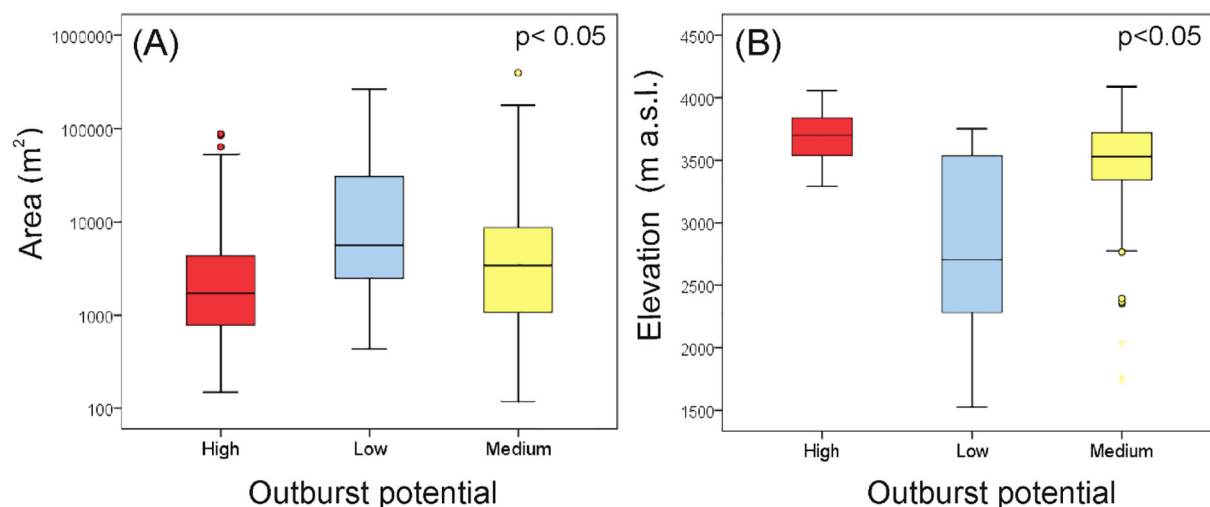 (A)
p< 0.05
Area (m²)
1000000
100000
10000
1000
100
High
Low
Medium
Outburst potential
(B)
p<0.05
Elevation (m a.s.l.)
4500
4000
3500
3000
2500
2000
1500
High
Low
Medium
Outburst potential